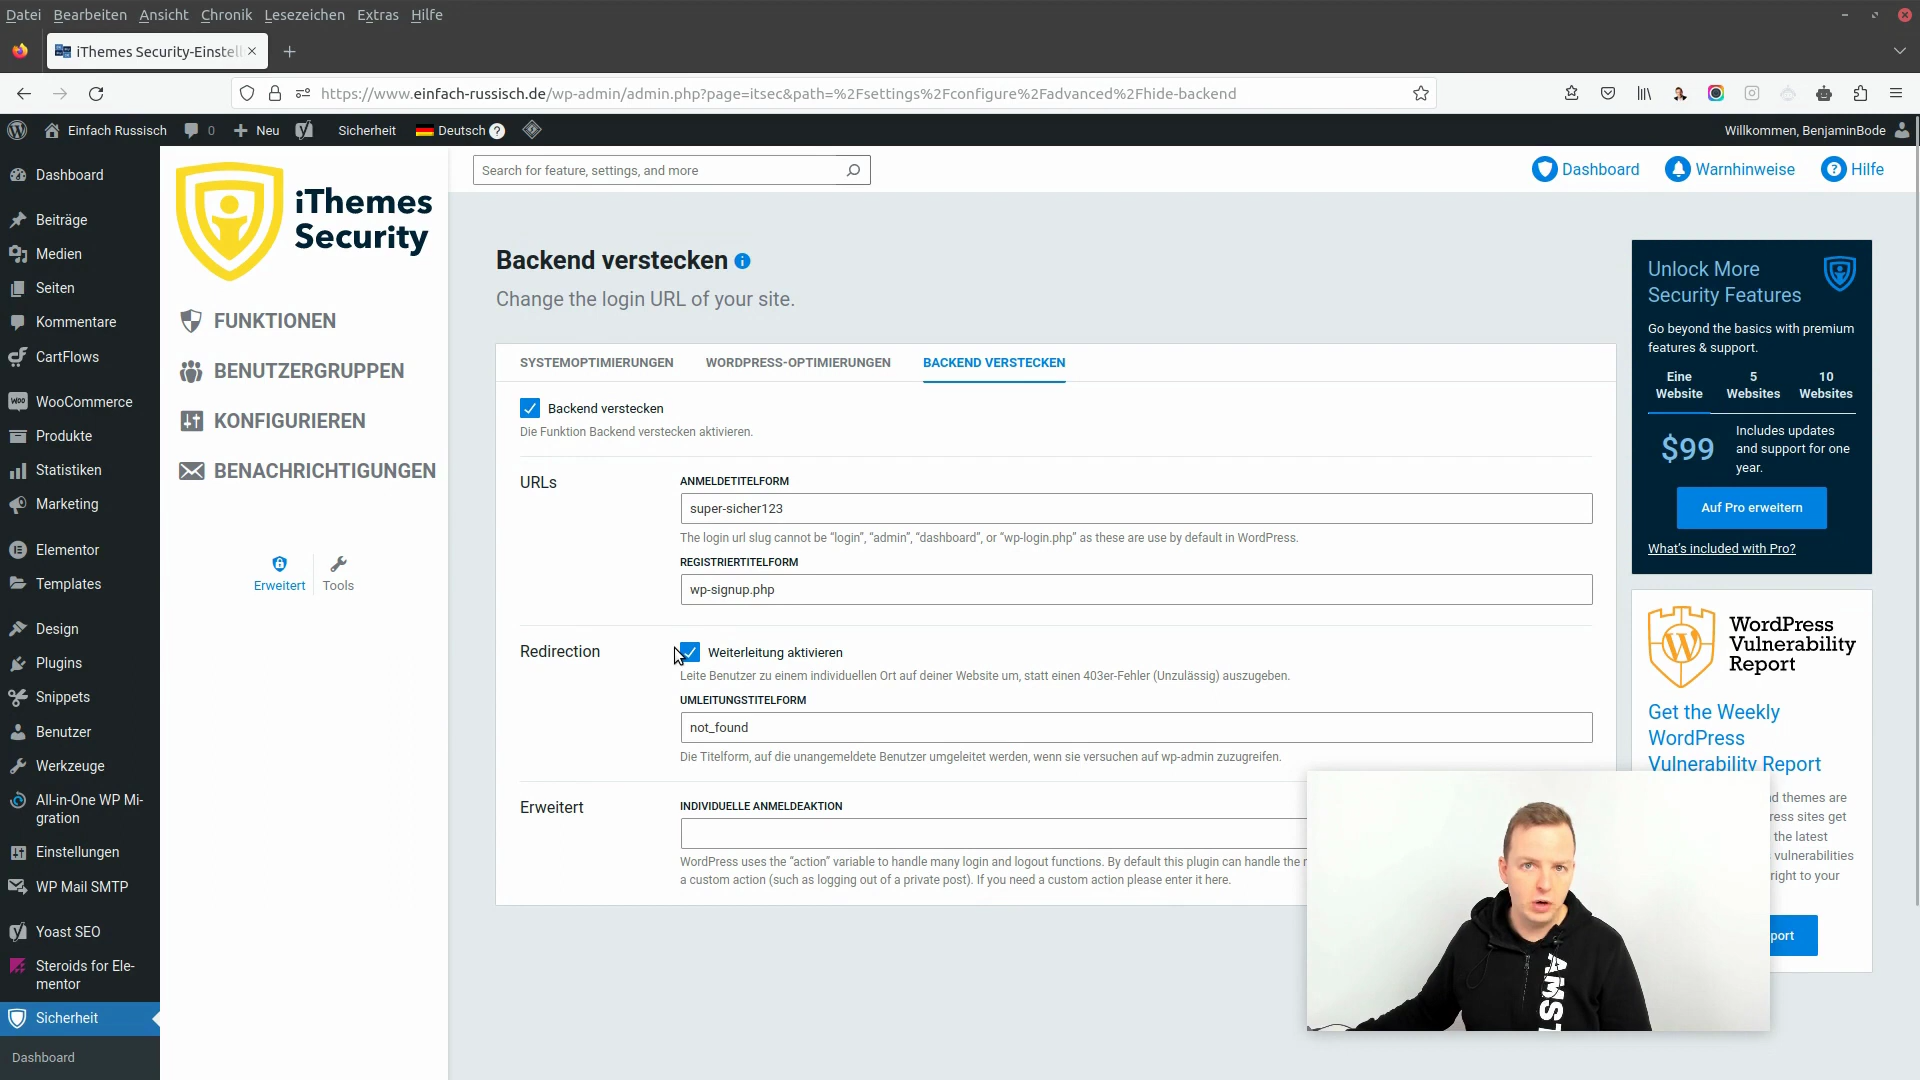 Datei Bearbeiten Ansicht Chronik Lesezeichen Extras Hilfe
iThemes Security-Einstel
https://www.einfach-russisch.de/wp-admin/admin.php?page=itsec&path=%2Fsettings%2Fconfigure%2Fadvanced%2Fhide-backend
Einfach Russisch 0 Neu Sicherheit Deutsch ? Willkommen, BenjaminBode
Dashboard
Beiträge
Medien
Seiten
Kommentare
CartFlows
WooCommerce
Produkte
Statistiken
Marketing
Elementor
Templates
Design
Plugins
Snippets
Benutzer
Werkzeuge
All-in-One WP Mi-
gration
Einstellungen
WP Mail SMTP
Yoast SEO
Steroids for Ele-
mentor
Sicherheit
Dashboard
iThemes
Security
FUNKTIONEN
BENUTZERGRUPPEN
KONFIGURIEREN
BENACHRICHTIGUNGEN
Erweitert Tools
Search for feature, settings, and more
Dashboard Warnhinweise ? Hilfe
Backend verstecken i
Change the login URL of your site.
SYSTEMOPTIMIERUNGEN WORDPRESS-OPTIMIERUNGEN BACKEND VERSTECKEN
Backend verstecken
Die Funktion Backend verstecken aktivieren.
URLs
ANMELDETITELFORM
super-sicher123
The login url slug cannot be “login”, “admin”, “dashboard”, or “wp-login.php” as these are use by default in WordPress.
REGISTRIERTITELFORM
wp-signup.php
Redirection
Weiterleitung aktivieren
Leite Benutzer zu einem individuellen Ort auf deiner Website um, statt einen 403er-Fehler (Unzulässig) auszugeben.
UMLEITUNGSTITELFORM
not_found
Die Titelform, auf die unangemeldete Benutzer umgeleitet werden, wenn sie versuchen auf wp-admin zuzugreifen.
Erweitert
INDIVIDUELLE ANMELDEAKTION
WordPress uses the “action” variable to handle many login and logout functions. By default this plugin can handle the
a custom action (such as logging out of a private post). If you need a custom action please enter it here.
Unlock More
Security Features
Go beyond the basics with premium
features & support.
Eine
Website
5
Websites
10
Websites
$99
Includes updates
and support for one
year.
Auf Pro erweitern
What's included with Pro?
WordPress
Vulnerability
Report
Get the Weekly
WordPress
Vulnerability Report
d themes are
ress sites get
the latest
vulnerabilities
right to your
port
AMST